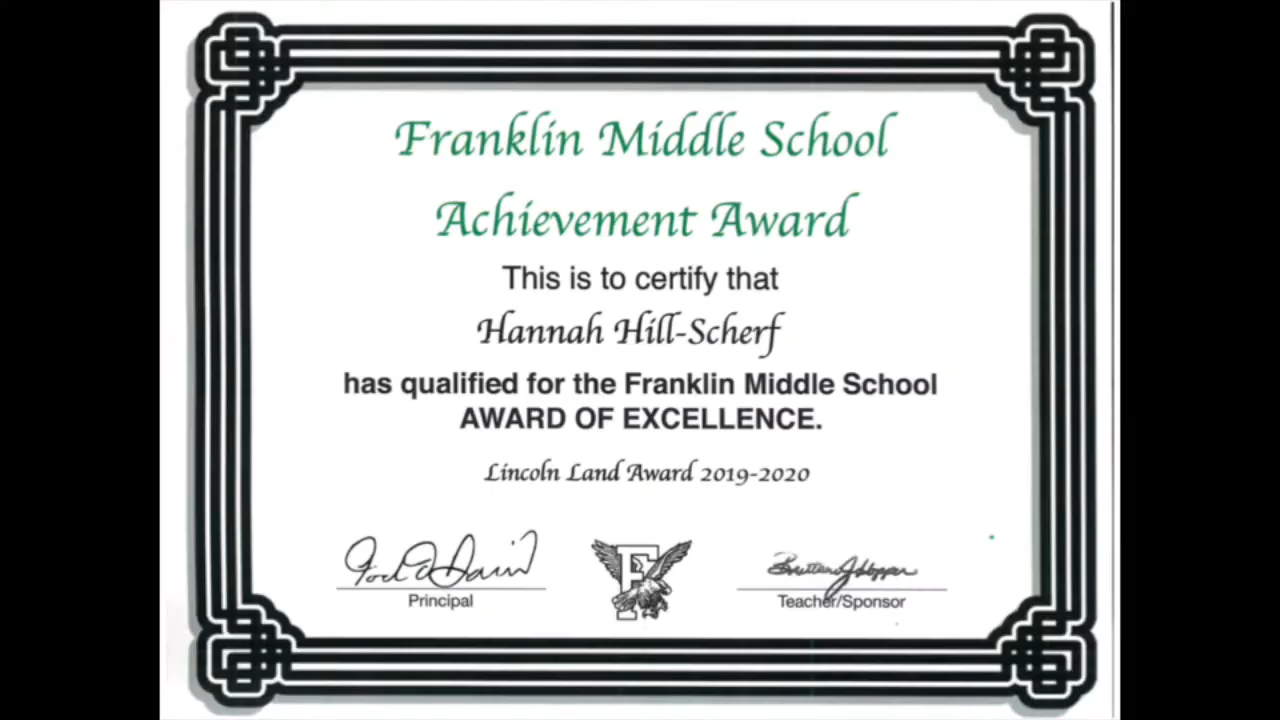 Franklin Middle School
Achievement Award
This is to certify that
Hannah Hill-Scherf
has qualified for the Franklin Middle School
AWARD OF EXCELLENCE.
Lincoln Land Award 2019-2020
F
Principal
Teacher/Sponsor